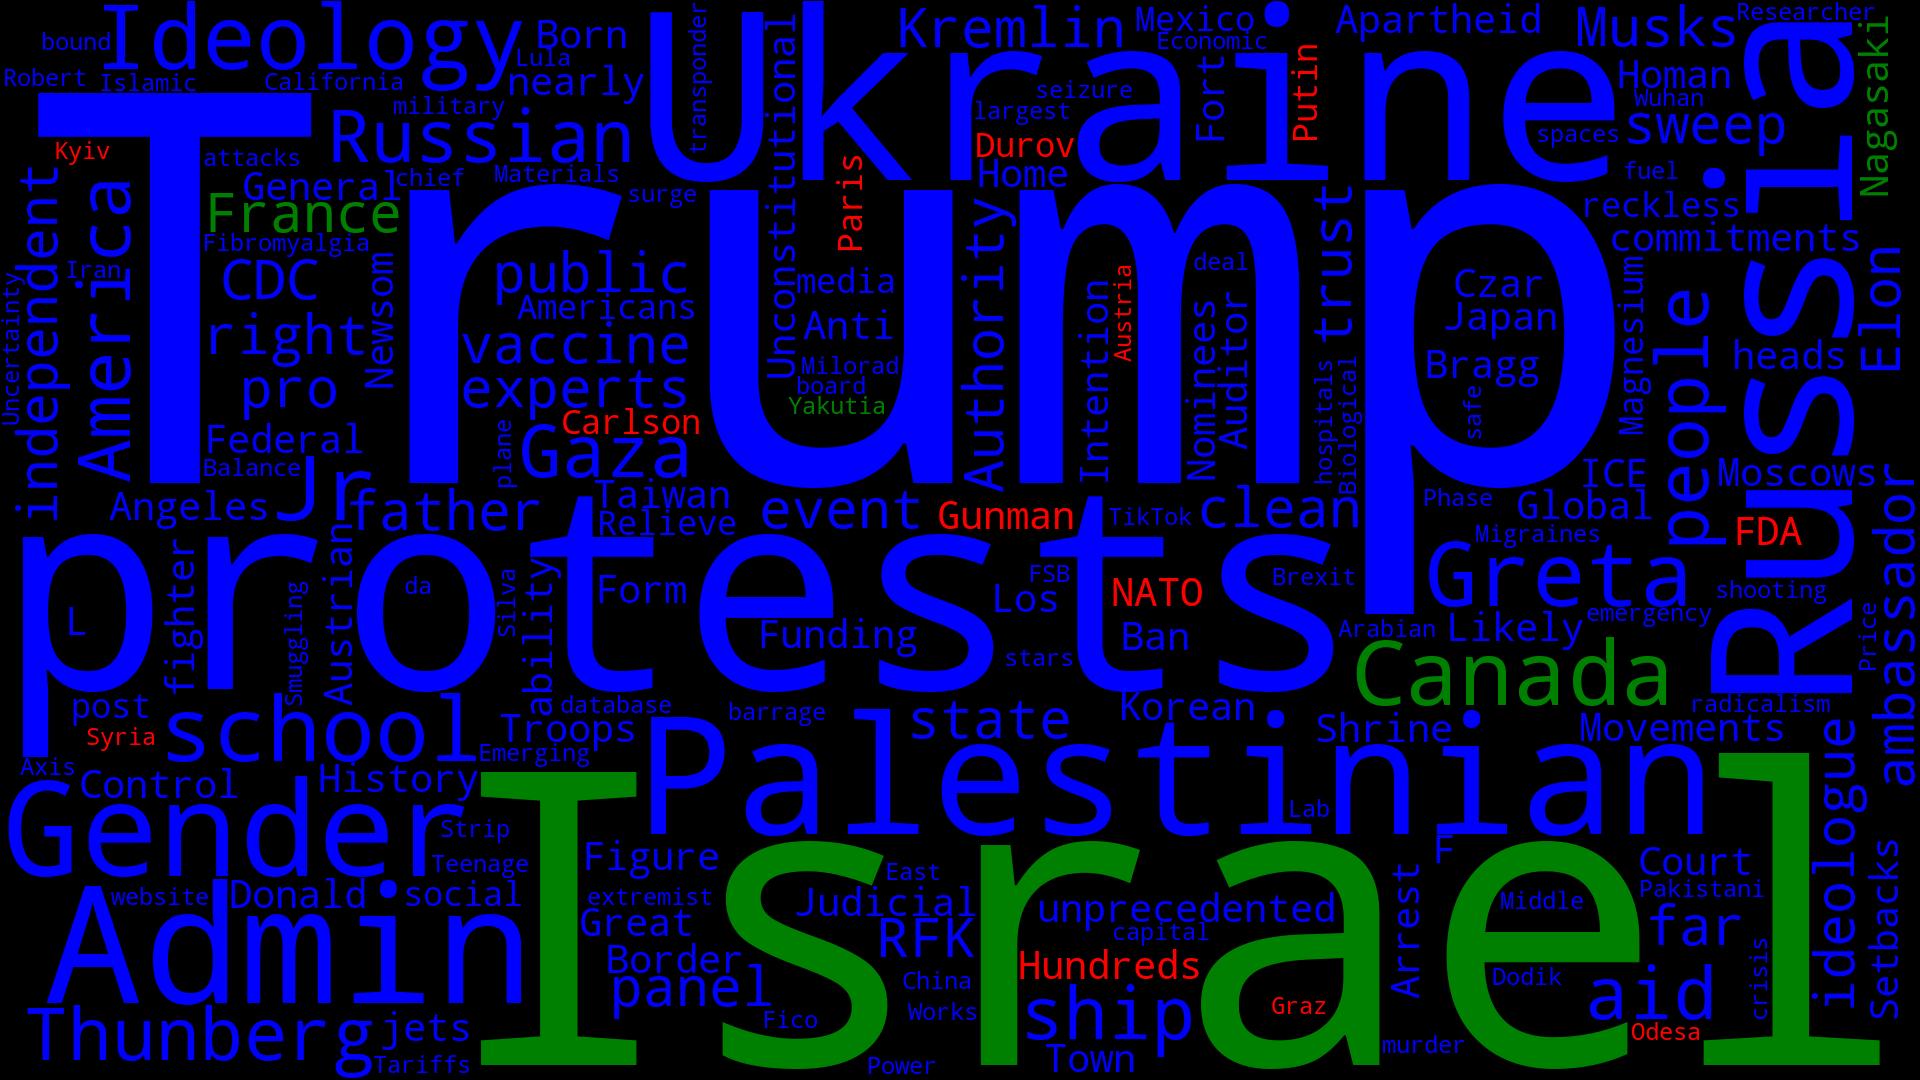 Ideology
bound
Born
Lula
nearly
Robert
Islamic
California
military
Russian
Ukraine
transponder
Unconstitutional
Kremlin
Mexico
Economic
Apartheid
Musks
Researcher
Nagasaki
Homan
Wuhan
sweep
spaces
fuel
reckless
commitments
Russia
Putin
Fort
seizure
largest
Durov
Home
Trump
Kyiv
attacks
General
chief
Materials
surge
France
Fibromyalgia
Iran
CDC
right
pro
Newsom
America
independent
Uncertainty
public
Americans
vaccine
experts
Carlson
Gaza
plane
Paris
media
Anti
Milorad
board
Yakutia
Authority
Intention
Austria
deal
Nominees
Auditor
trust
hospitals
Biological
Czar
Japan
Bragg
safe
Magnesium
people
heads
Elon
Moscows
ICE
Global
Phase
Migraines
FDA
Federal
Balance
Jr
Angeles
father
Taiwan
Relieve
event
Gunman
TikTok
clean
protests
L
fighter
Smuggling
Austrian
da
Silva
ability
Form
Funding
Los
FSB
NATO
Ban
stars
Brexit
Arabian
Greta
Likely
emergency
shooting
Price
ambassador
Canada
radicalism
Movements
post
Syria
school
Axis
Control
History
Troops
database
Emerging
barrage
state
Korean
Shrine
Palestinian
Lab
Gender
Strip
Teenage
Admin
website
Donald
social
Thunberg
jets
Tariffs
Israel
Figure
extremist
Great
Border
panel
Fico
East
Judicial
RFK
China
Works
Power
unprecedented
capital
Hundreds
ship
Town
Graz
Arrest
F
murder
Middle
Dodik
Court
Pakistani
far
aid
Odesa
crisis
ideologue
Setbacks